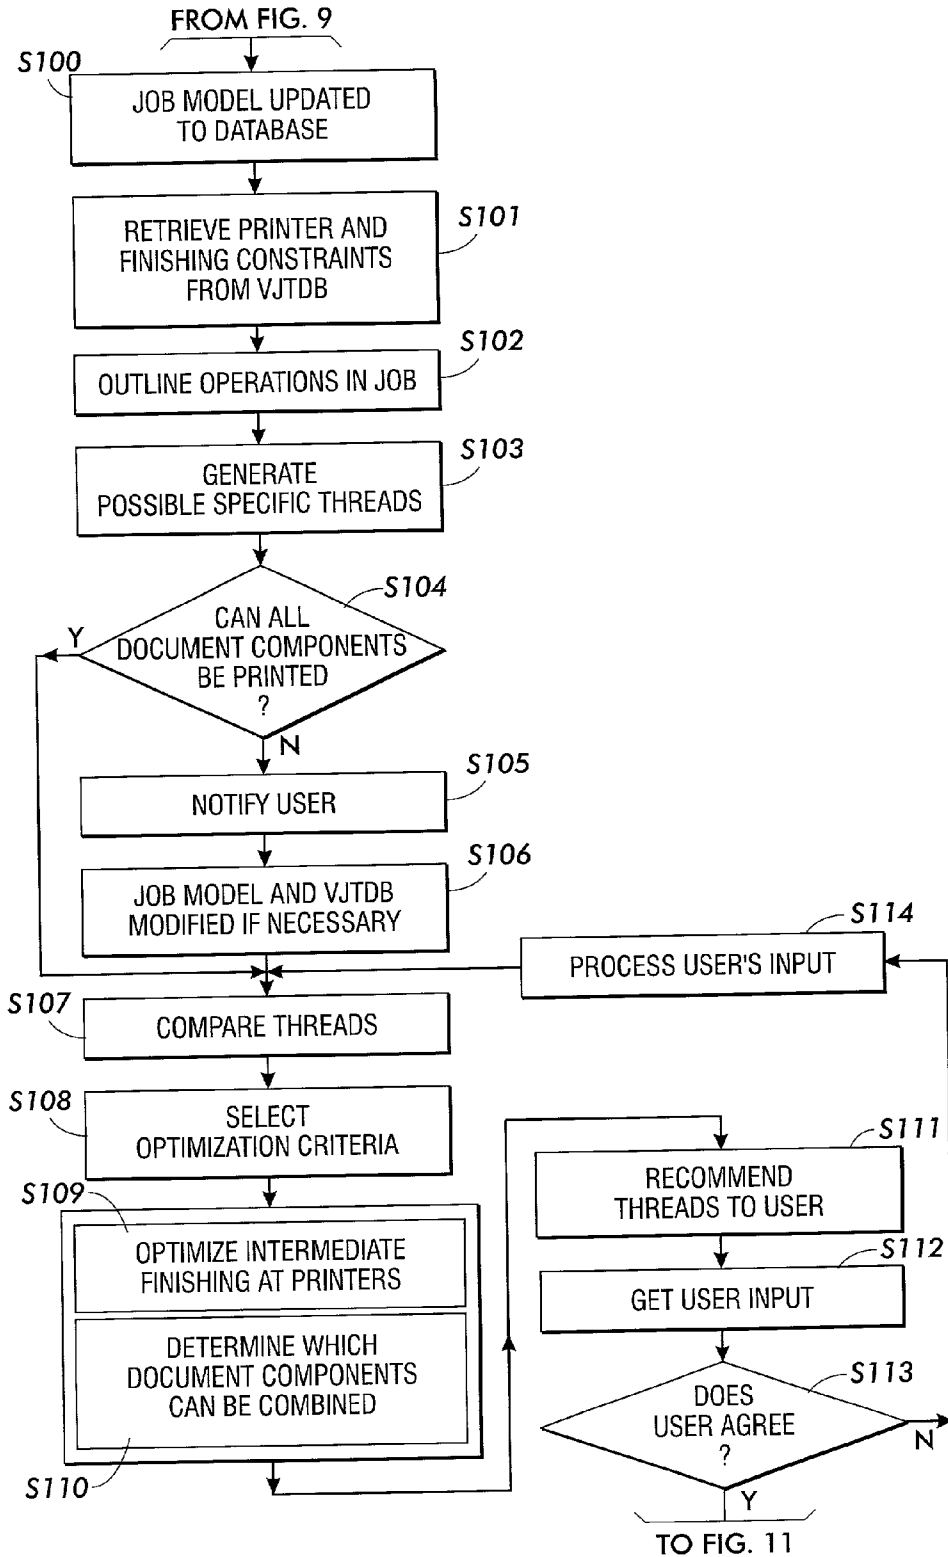 FROM FIG. 9
S100
JOB MODEL UPDATED
TO DATABASE
S101
RETRIEVE PRINTER AND
FINISHING CONSTRAINTS
FROM VJTDB
S102
OUTLINE OPERATIONS IN JOB
S103
GENERATE
POSSIBLE SPECIFIC THREADS
S104
CAN ALL
DOCUMENT COMPONENTS
BE PRINTED
?
Y
N
S105
NOTIFY USER
S106
JOB MODEL AND VJTDB
MODIFIED IF NECESSARY
S114
PROCESS USER'S INPUT
S107
COMPARE THREADS
S108
SELECT
OPTIMIZATION CRITERIA
S109
OPTIMIZE INTERMEDIATE
FINISHING AT PRINTERS
DETERMINE WHICH
DOCUMENT COMPONENTS
CAN BE COMBINED
S110
S111
RECOMMEND
THREADS TO USER
S112
GET USER INPUT
S113
DOES
USER AGREE
?
N
Y
TO FIG. 11